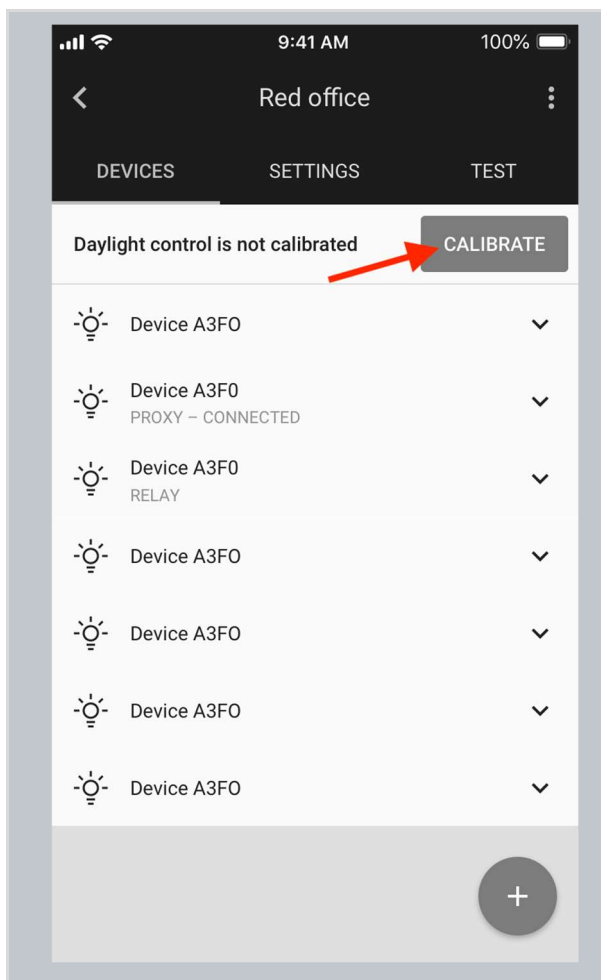 9:41 AM
100%
Red office
DEVICES
SETTINGS
TEST
Daylight control is not calibrated
CALIBRATE
Device A3FO
Device A3F0
PROXY – CONNECTED
Device A3F0
RELAY
Device A3FO
Device A3FO
Device A3FO
Device A3FO
+